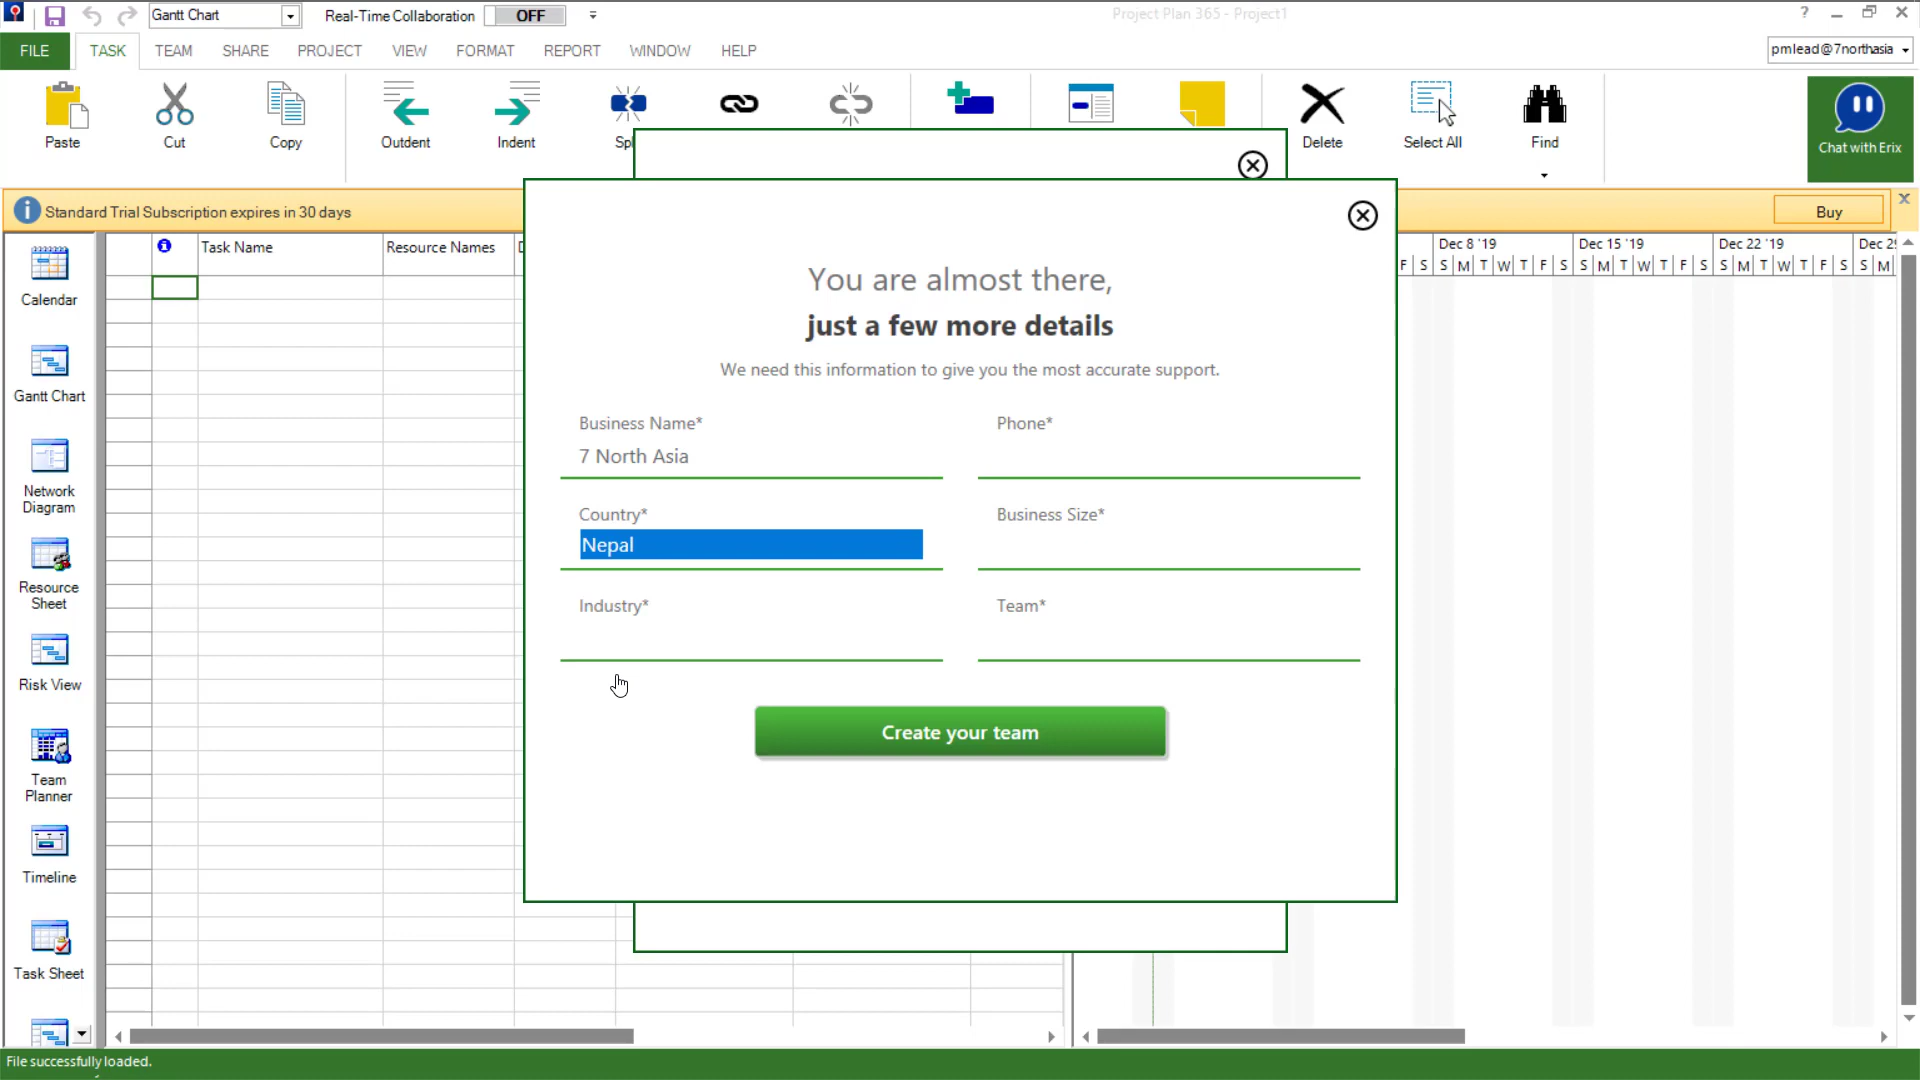 Gantt Chart
Real-Time Collaboration
OFF
Project Plan 365 - Project1
?
FILE
TASK
TEAM
SHARE
PROJECT
VIEW
FORMAT
REPORT
WINDOW
HELP
pmlead@7northasia
Paste
Cut
Copy
Outdent
Indent
Spl
Delete
Select All
Find
Chat with Erix
Standard Trial Subscription expires in 30 days
Buy
Task Name
Resource Names
Dec 8 '19
Dec 15 '19
Dec 22 '19
Dec 2
F S S M T W T F S S M T W T F S S M T W T F S S M
Calendar
Gantt Chart
Network
Diagram
Resource
Sheet
Risk View
Team
Planner
Timeline
Task Sheet
You are almost there,
just a few more details
We need this information to give you the most accurate support.
Business Name*
7 North Asia
Phone*
Country*
Nepal
Business Size*
Industry*
Team*
Create your team
File successfully loaded.